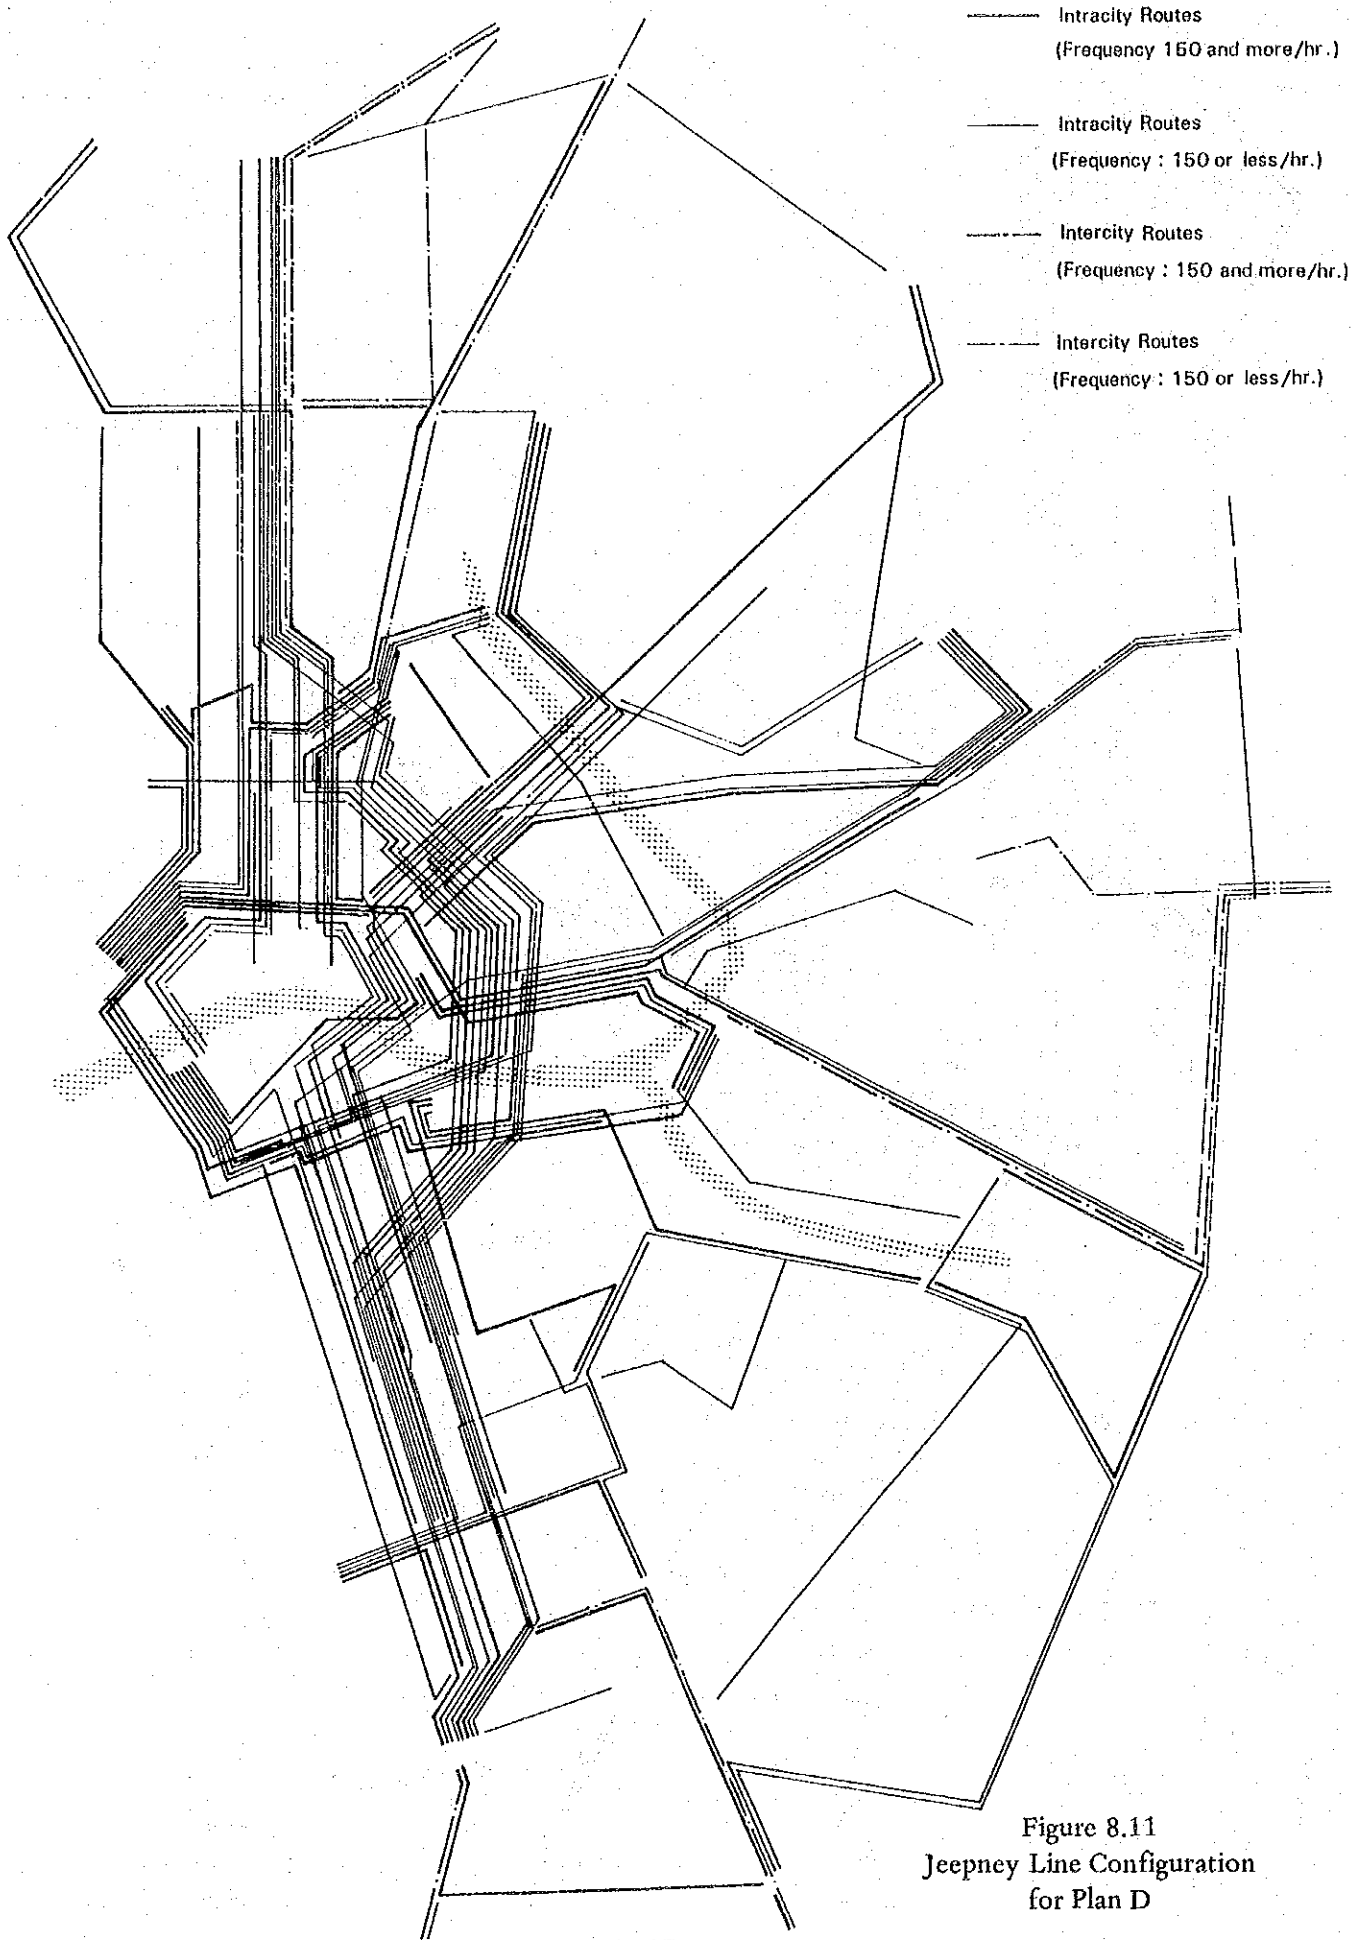 Intracity Routes
(Frequency 160 and more/hr.)
Intracity Routes
(Frequency : 150 or less/hr.)
Intercity Routes
(Frequency : 150 and more/hr.)
Intercity Routes
(Frequency : 150 or less/hr.)
Figure 8.11
Jeepney Line Configuration
for Plan D